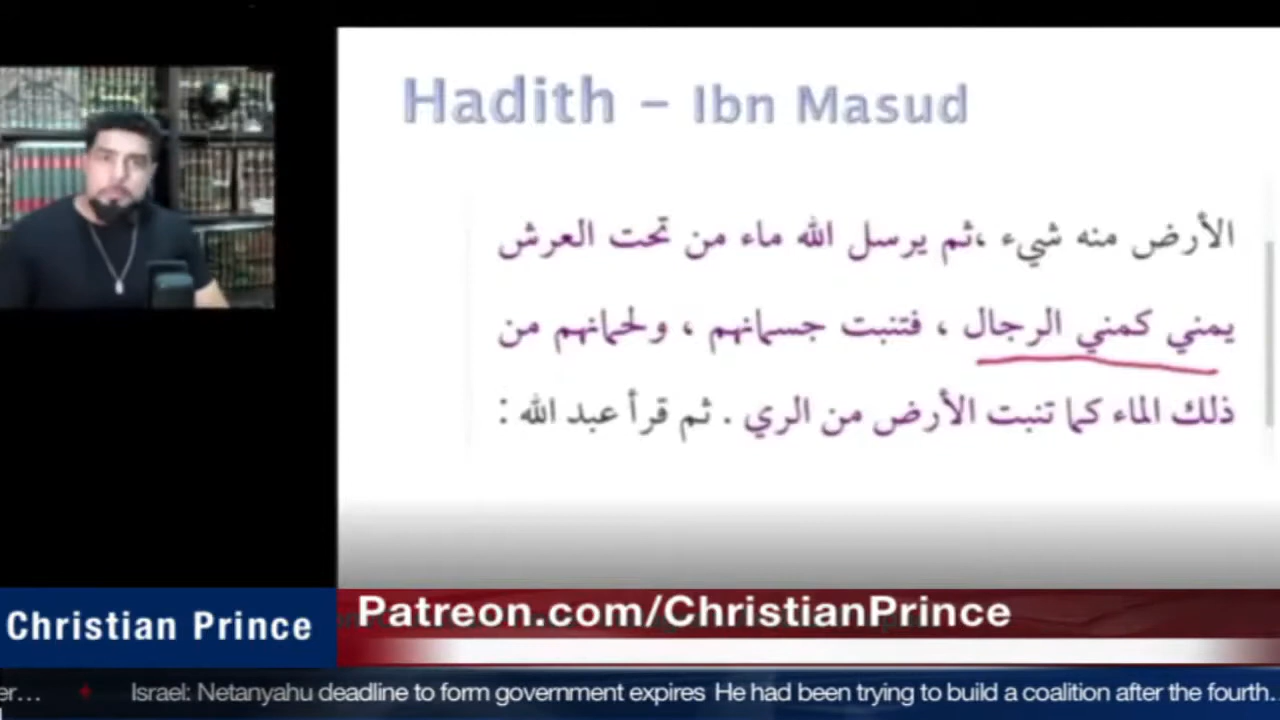 Hadith – Ibn Masud
الأرض منه شيء ،ثم يرسل الله ماء من تحت العرش
يمني كمني الرجال ، فتنبت جسمانهم ، ولحمانهم من
ذلك الماء كما تنبت الأرض من الري . ثم قرأ عبد الله :
Christian Prince
Patreon.com/ChristianPrince
er… Israel: Netanyahu deadline to form government expires He had been trying to build a coalition after the fourth.